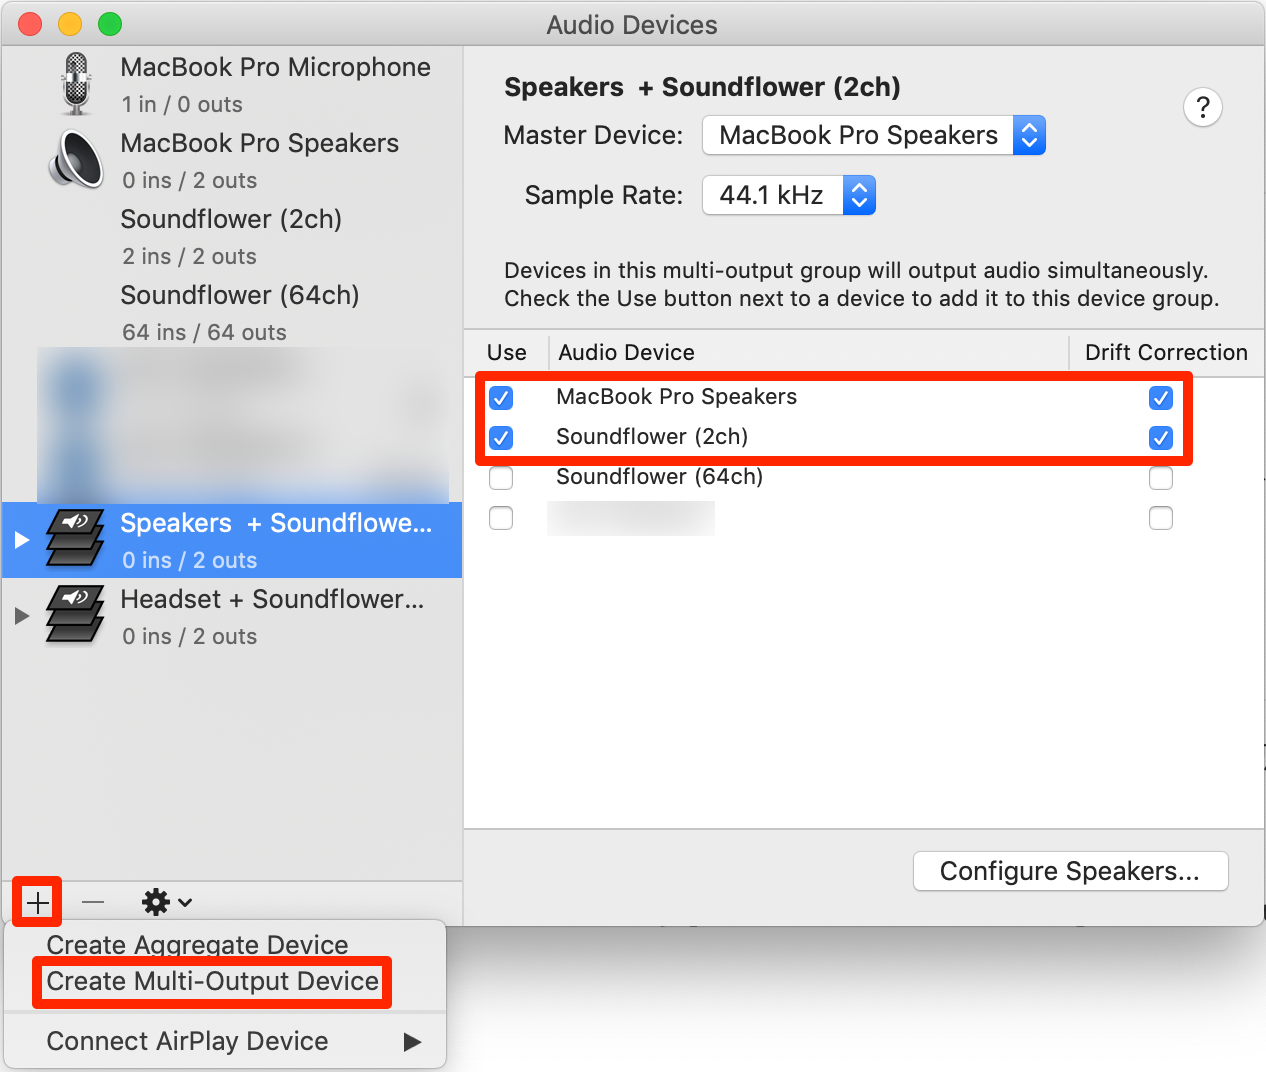 Audio Devices
MacBook Pro Microphone
1 in / 0 outs
MacBook Pro Speakers
0 ins / 2 outs
Soundflower (2ch)
2 ins / 2 outs
Soundflower (64ch)
64 ins / 64 outs
Speakers + Soundflowe...
0 ins / 2 outs
Headset + Soundflower...
0 ins / 2 outs
Speakers + Soundflower (2ch)
?
Master Device: MacBook Pro Speakers
Sample Rate: 44.1 kHz
Devices in this multi-output group will output audio simultaneously.
Check the Use button next to a device to add it to this device group.
Use Audio Device Drift Correction
MacBook Pro Speakers
Soundflower (2ch)
Soundflower (64ch)
Configure Speakers...
Create Aggregate Device
Create Multi-Output Device
Connect AirPlay Device